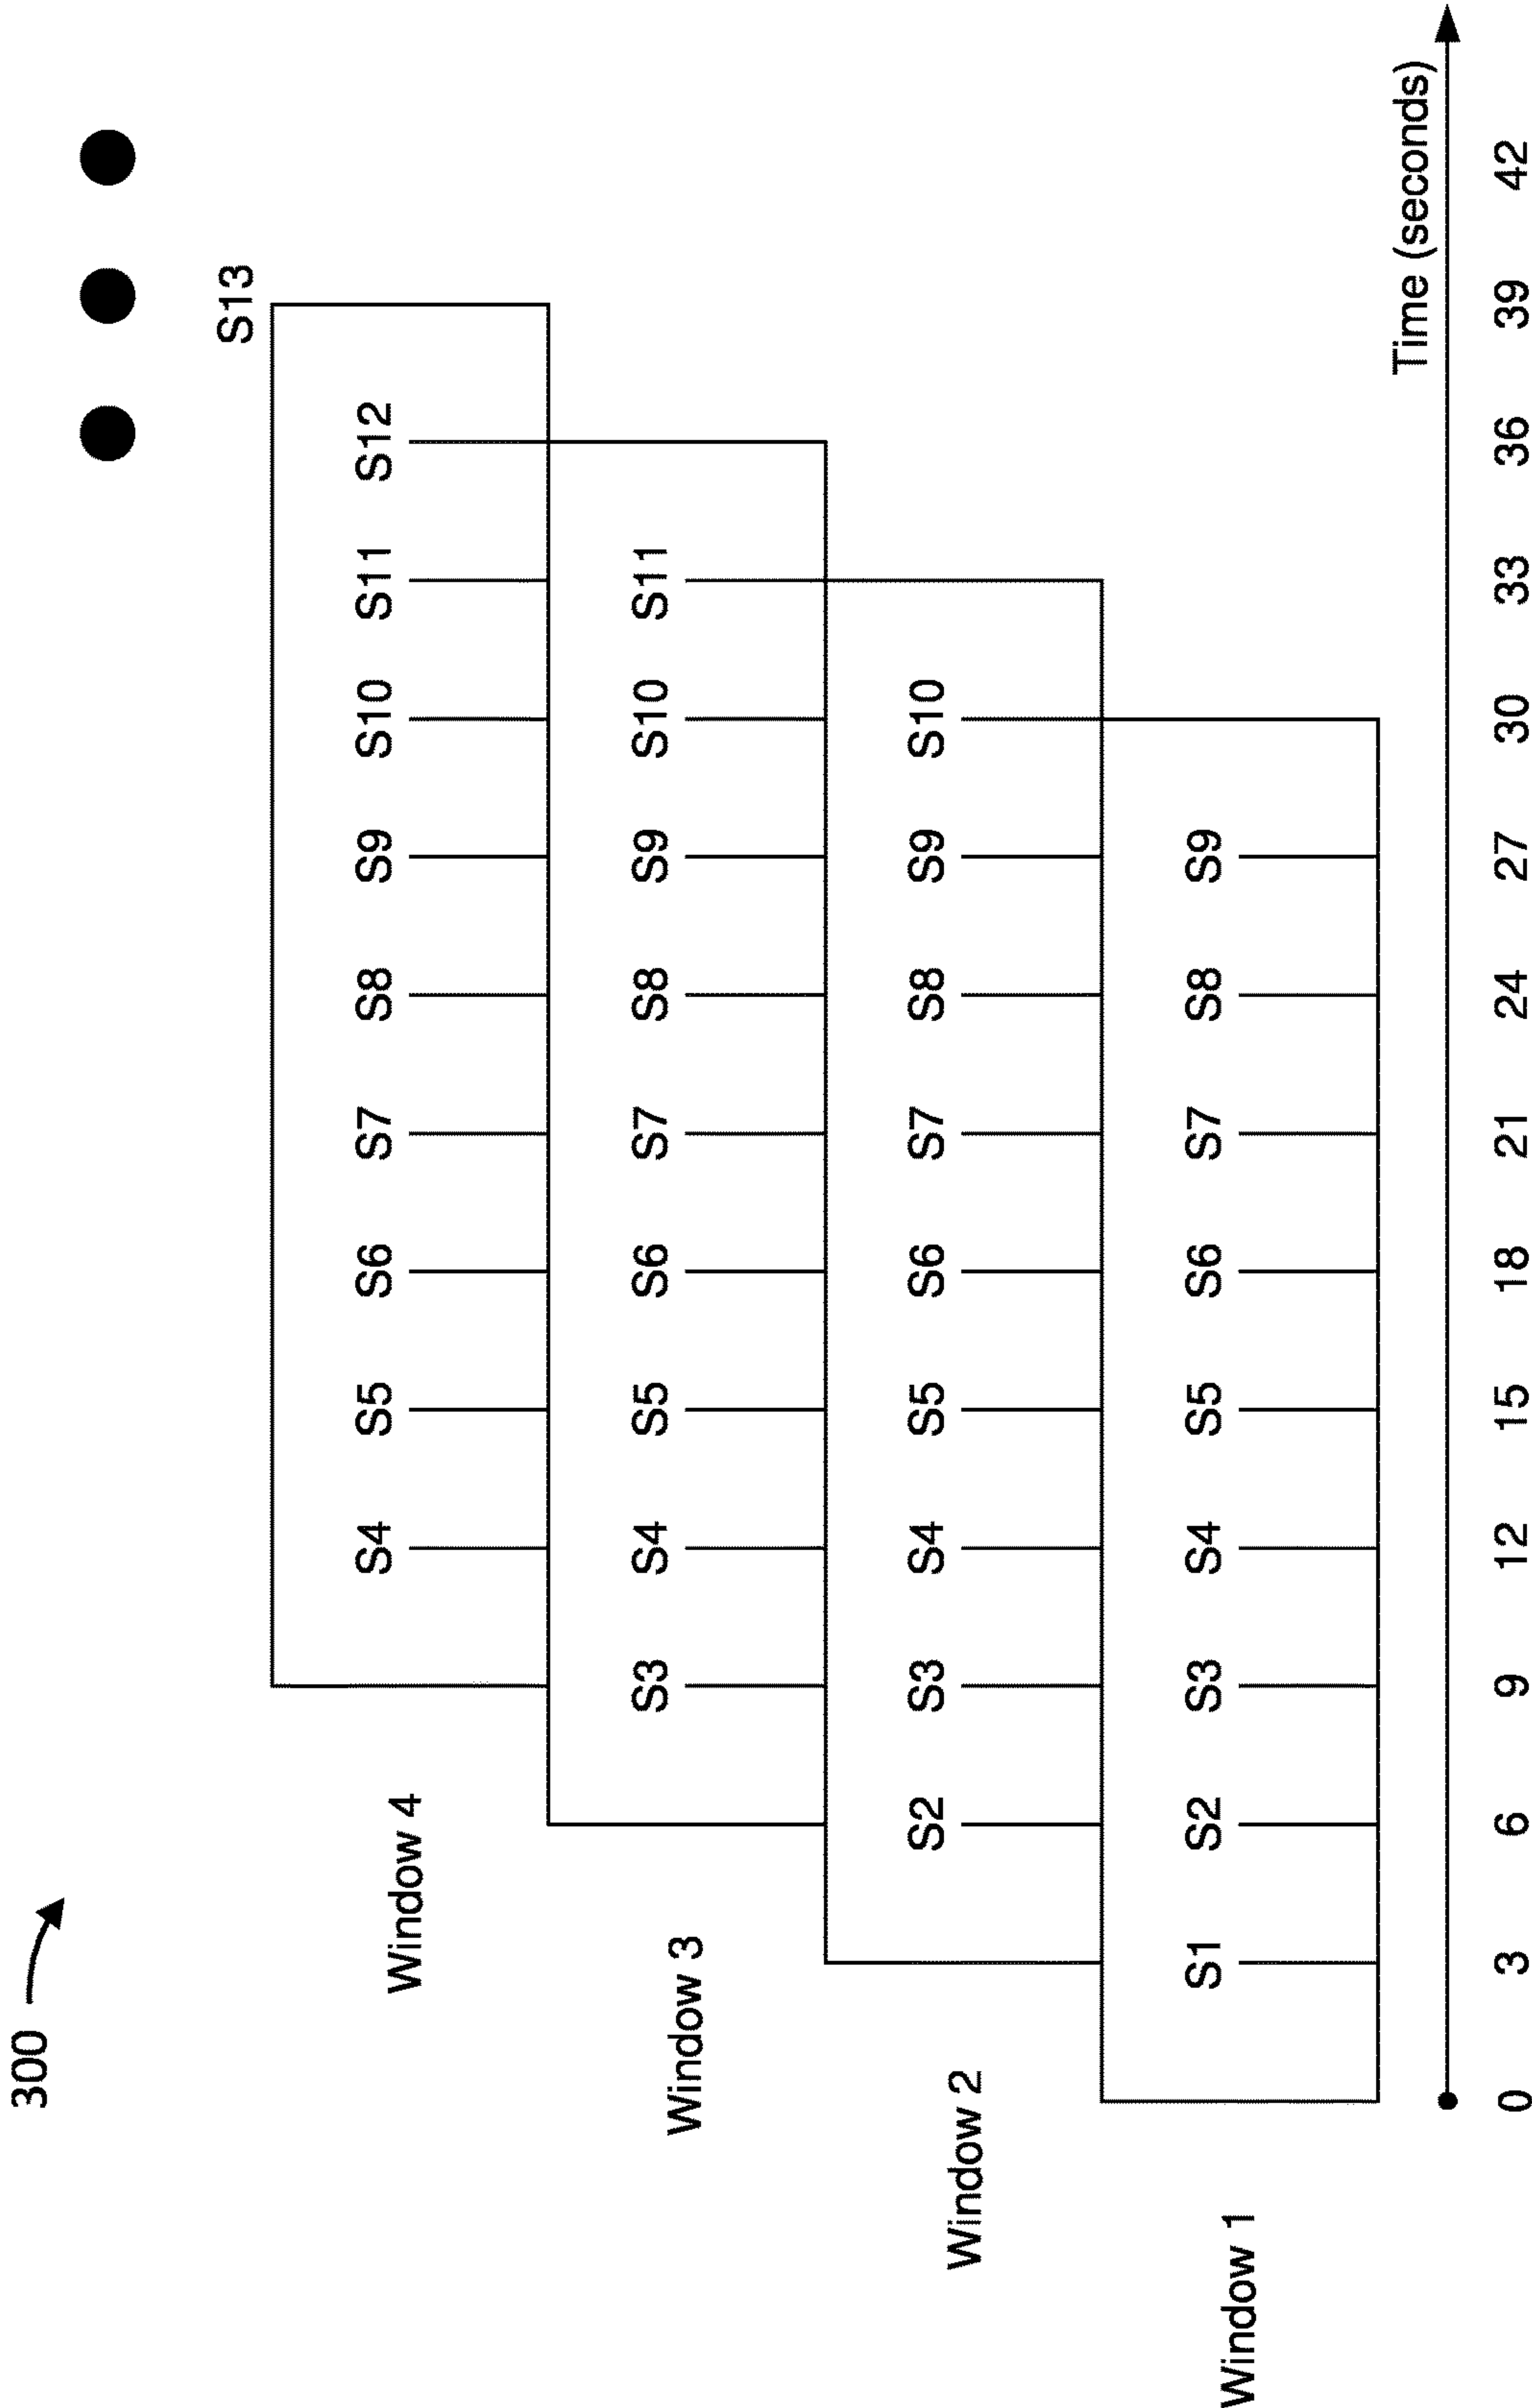 300
S13
Window 4
S4 S5 S6 S7 S8 S9 S10 S11 S12
Window 3
S3 S4 S5 S6 S7 S8 S9 S10 S11
Window 2
S2 S3 S4 S5 S6 S7 S8 S9 S10
Window 1
S1 S2 S3 S4 S5 S6 S7 S8 S9
Time (seconds)
0 3 6 9 12 15 18 21 24 27 30 33 36 39 42